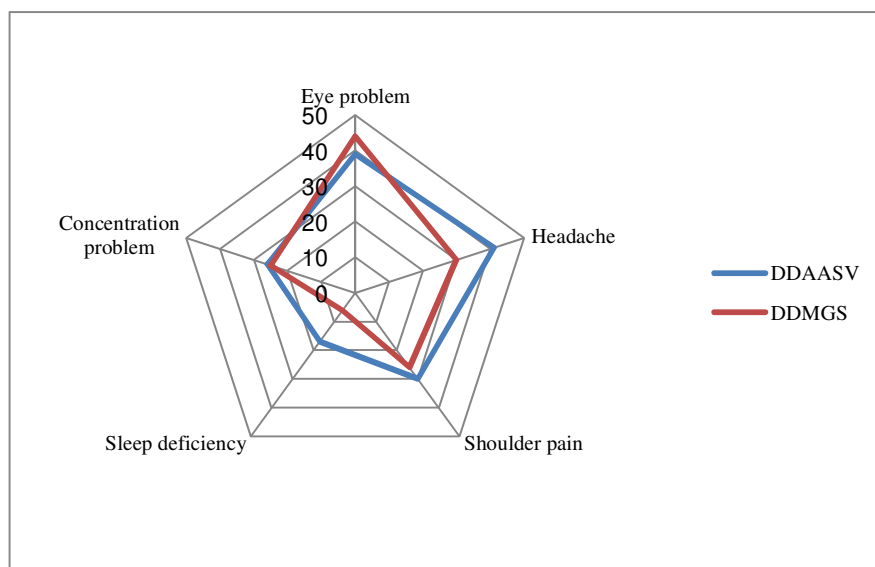 Eye problem
50
40
30
20
10
0
Headache
Shoulder pain
Sleep deficiency
Concentration
problem
DDAASV
DDMGS